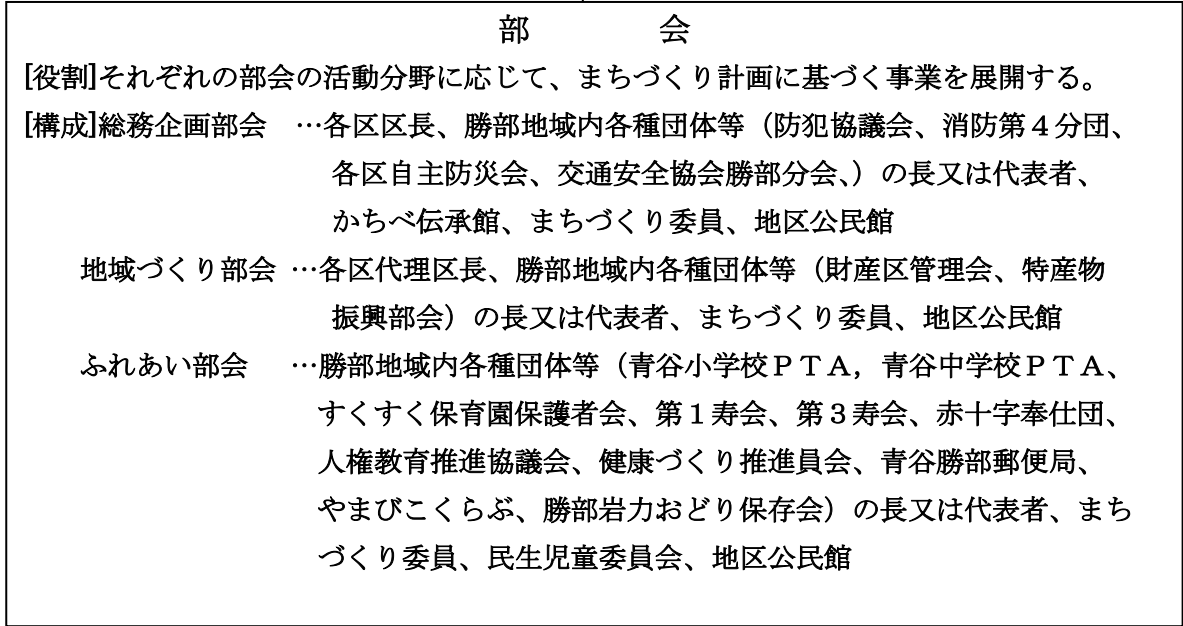 部　　　会
[役割]それぞれの部会の活動分野に応じて、まちづくり計画に基づく事業を展開する。
[構成]総務企画部会　…各区区長、勝部地域内各種団体等（防犯協議会、消防第４分団、
各区自主防災会、交通安全協会勝部分会、）の長又は代表者、
かちべ伝承館、まちづくり委員、地区公民館
地域づくり部会 …各区代理区長、勝部地域内各種団体等（財産区管理会、特産物
振興部会）の長又は代表者、まちづくり委員、地区公民館
ふれあい部会　…勝部地域内各種団体等（青谷小学校ＰＴＡ，青谷中学校ＰＴＡ、
すくすく保育園保護者会、第１寿会、第３寿会、赤十字奉仕団、
人権教育推進協議会、健康づくり推進員会、青谷勝部郵便局、
やまびこくらぶ、勝部岩力おどり保存会）の長又は代表者、まち
づくり委員、民生児童委員会、地区公民館